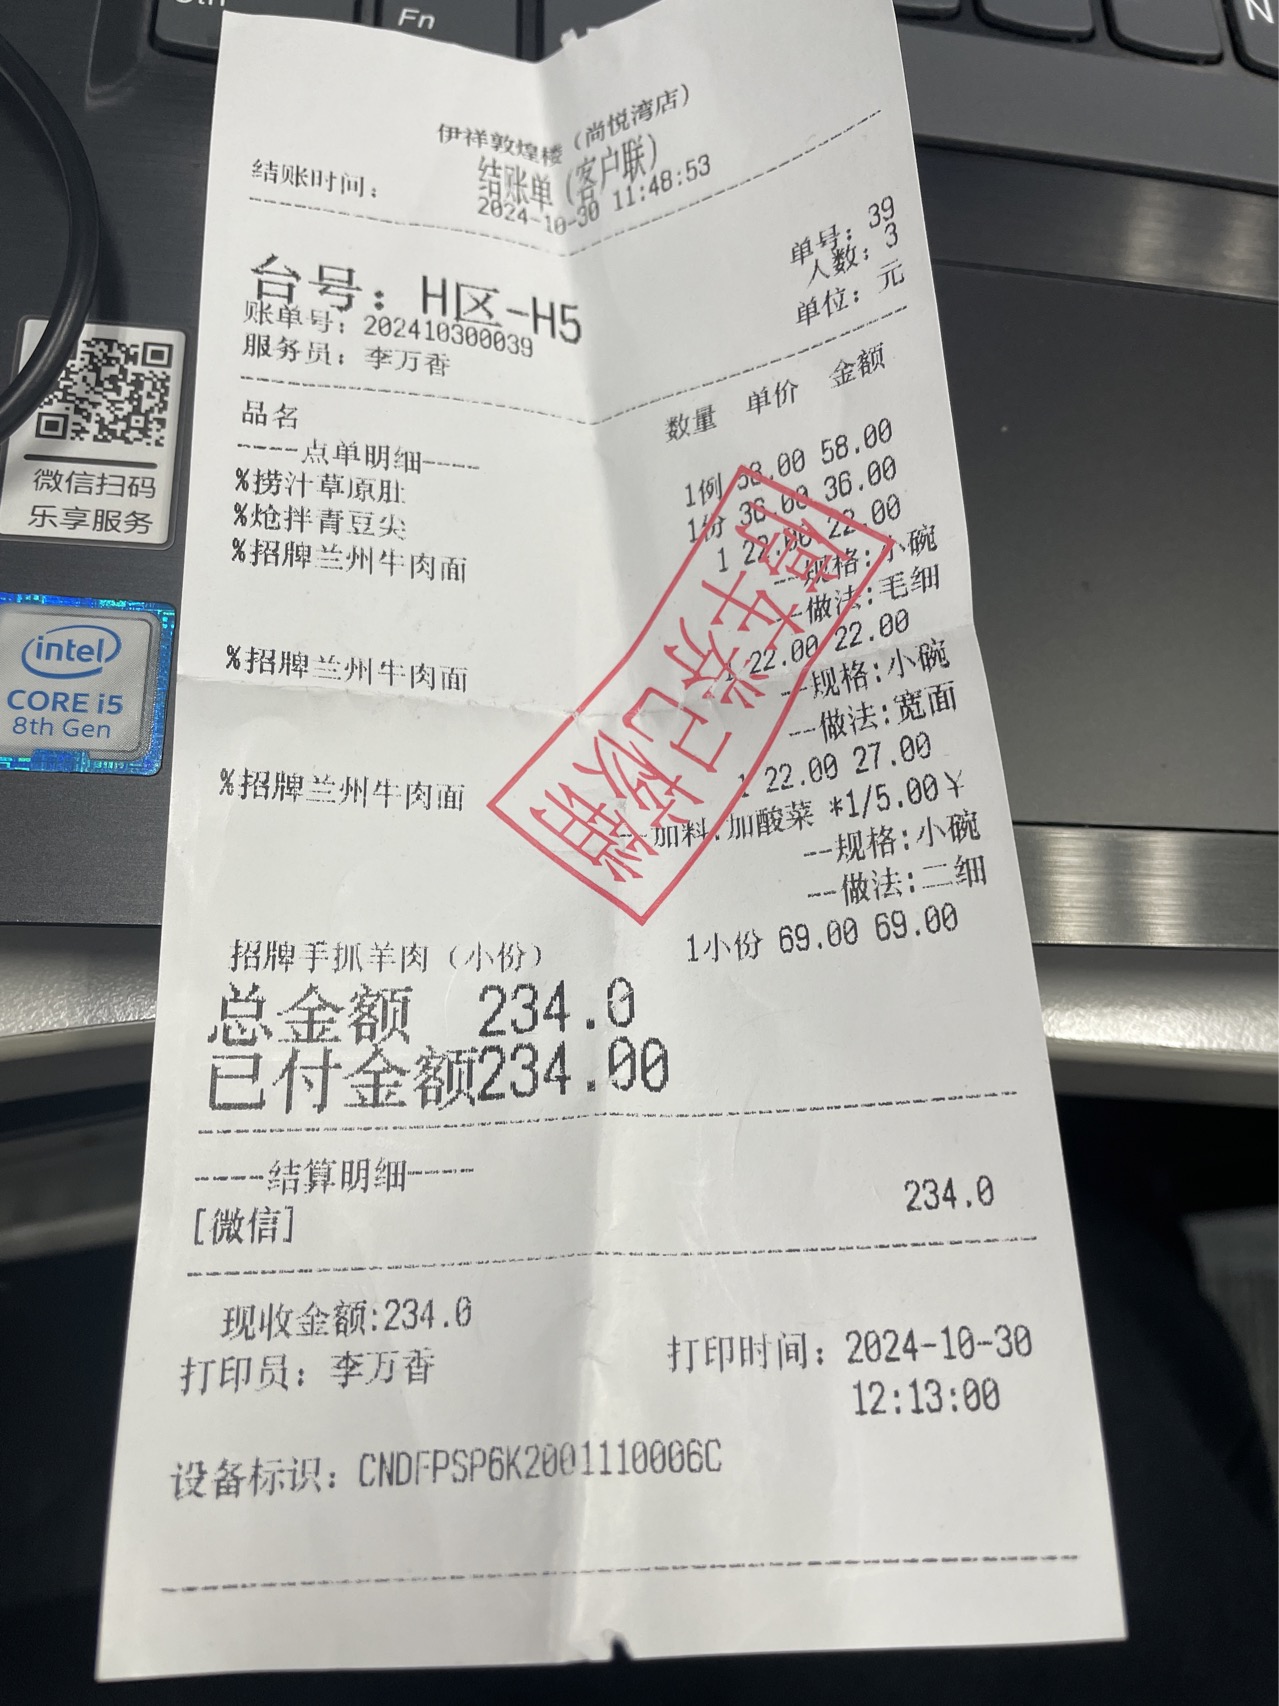 Fn
N
伊祥敦煌楼（尚悦湾店）
结账单（客户联）
结账时间： 2024-10-30 11:48:53
单号：39
台号：H区-H5 人数：3
账单号：202410300039 单位：元
服务员：李万香
品名 数量 单价 金额
----点单明细----
%捞汁草原肚 1例 58.00 58.00
%炝拌青豆尖 1份 36.00 36.00
%招牌兰州牛肉面 1 22.00 22.00
--规格:小碗
--做法:毛细
%招牌兰州牛肉面 1 22.00 22.00
--规格:小碗
--做法:宽面
%招牌兰州牛肉面 1 22.00 27.00
--加料:加酸菜 *1/5.00¥
--规格:小碗
--做法:二细
招牌手抓羊肉（小份） 1小份 69.00 69.00
总金额 234.0
已付金额234.00
----结算明细----
[微信] 234.0
现收金额:234.0
打印员：李万香 打印时间：2024-10-30
12:13:00
设备标识：CNDFPSP6K2001110006C
停车券已核销
微信扫码
乐享服务
intel
CORE i5
8th Gen